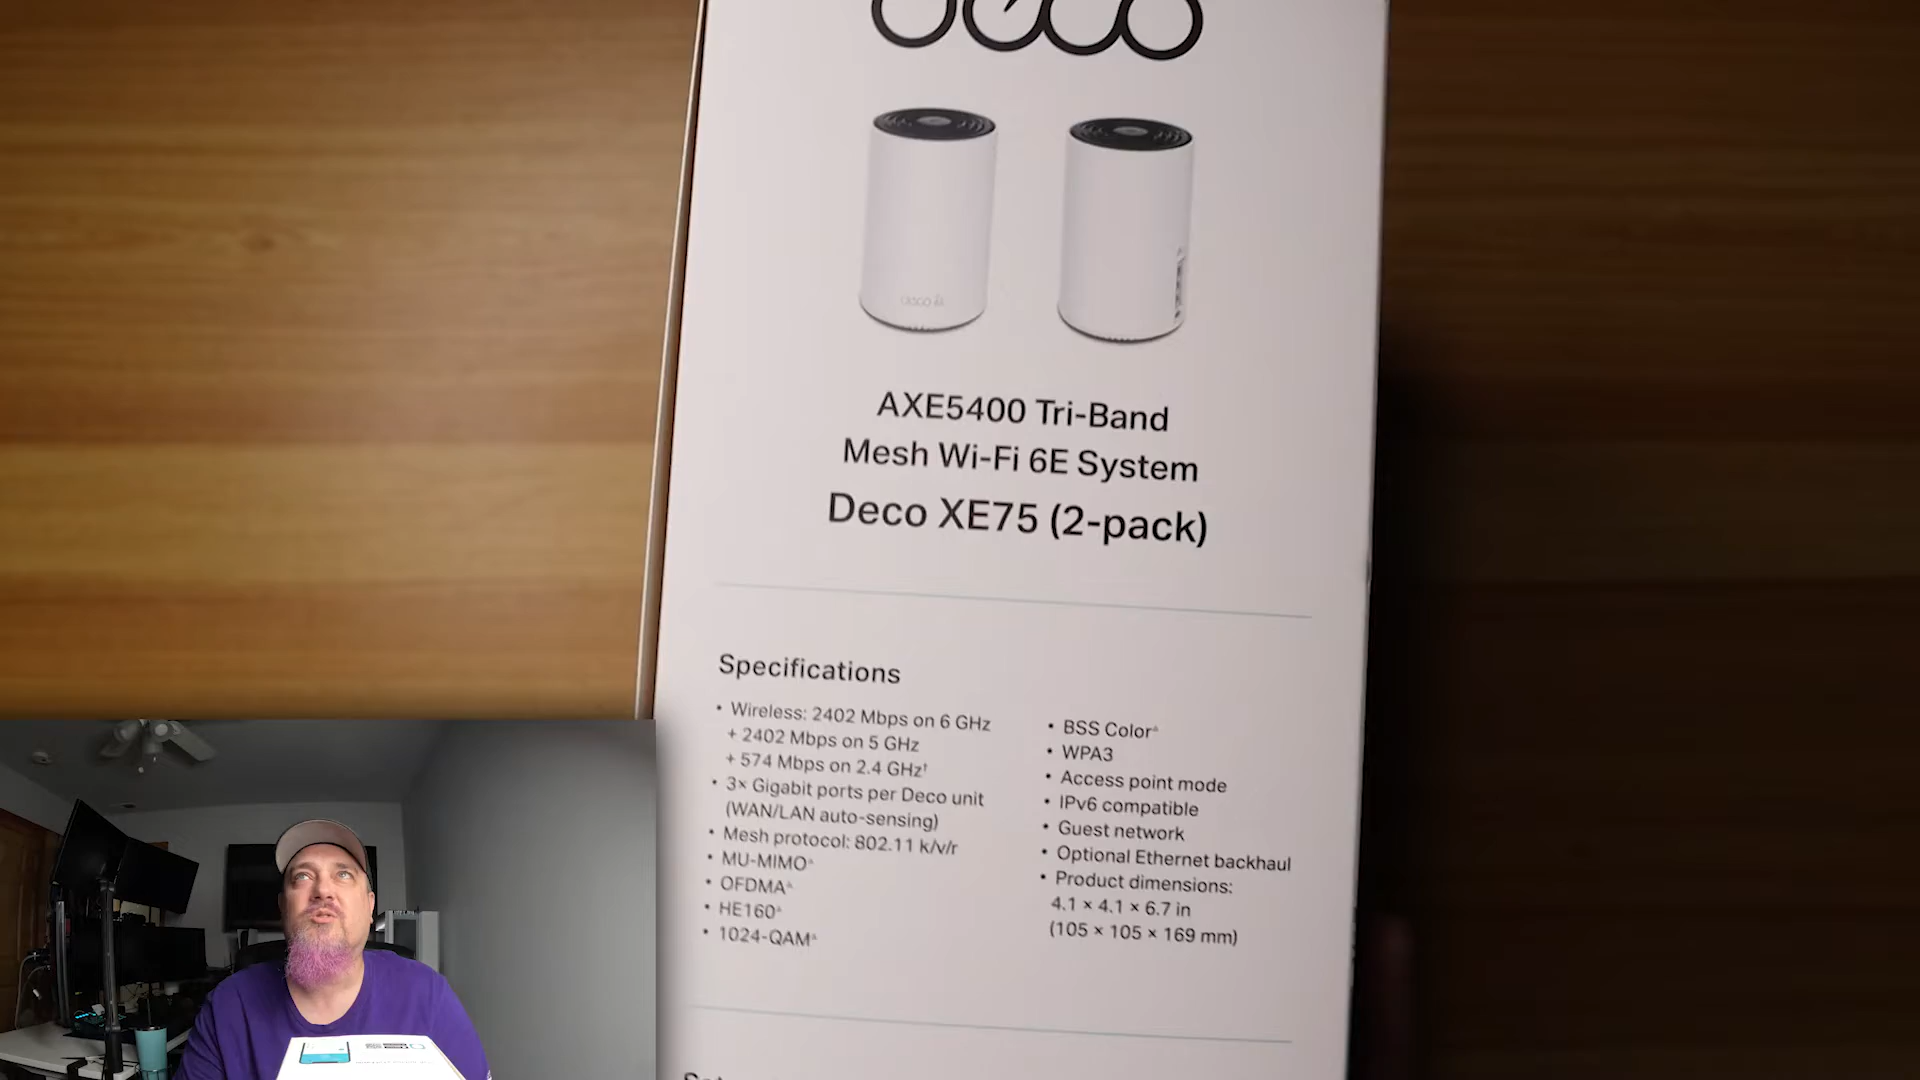 deco
deco
AXE5400 Tri-Band
Mesh Wi-Fi 6E System
Deco XE75 (2-pack)
Specifications
• Wireless: 2402 Mbps on 6 GHz
+ 2402 Mbps on 5 GHz
+ 574 Mbps on 2.4 GHz†
• 3× Gigabit ports per Deco unit
(WAN/LAN auto-sensing)
• Mesh protocol: 802.11 k/v/r
• MU-MIMO△
• OFDMA△
• HE160△
• 1024-QAM△
• BSS Color△
• WPA3
• Access point mode
• IPv6 compatible
• Guest network
• Optional Ethernet backhaul
• Product dimensions:
4.1 × 4.1 × 6.7 in
(105 × 105 × 169 mm)